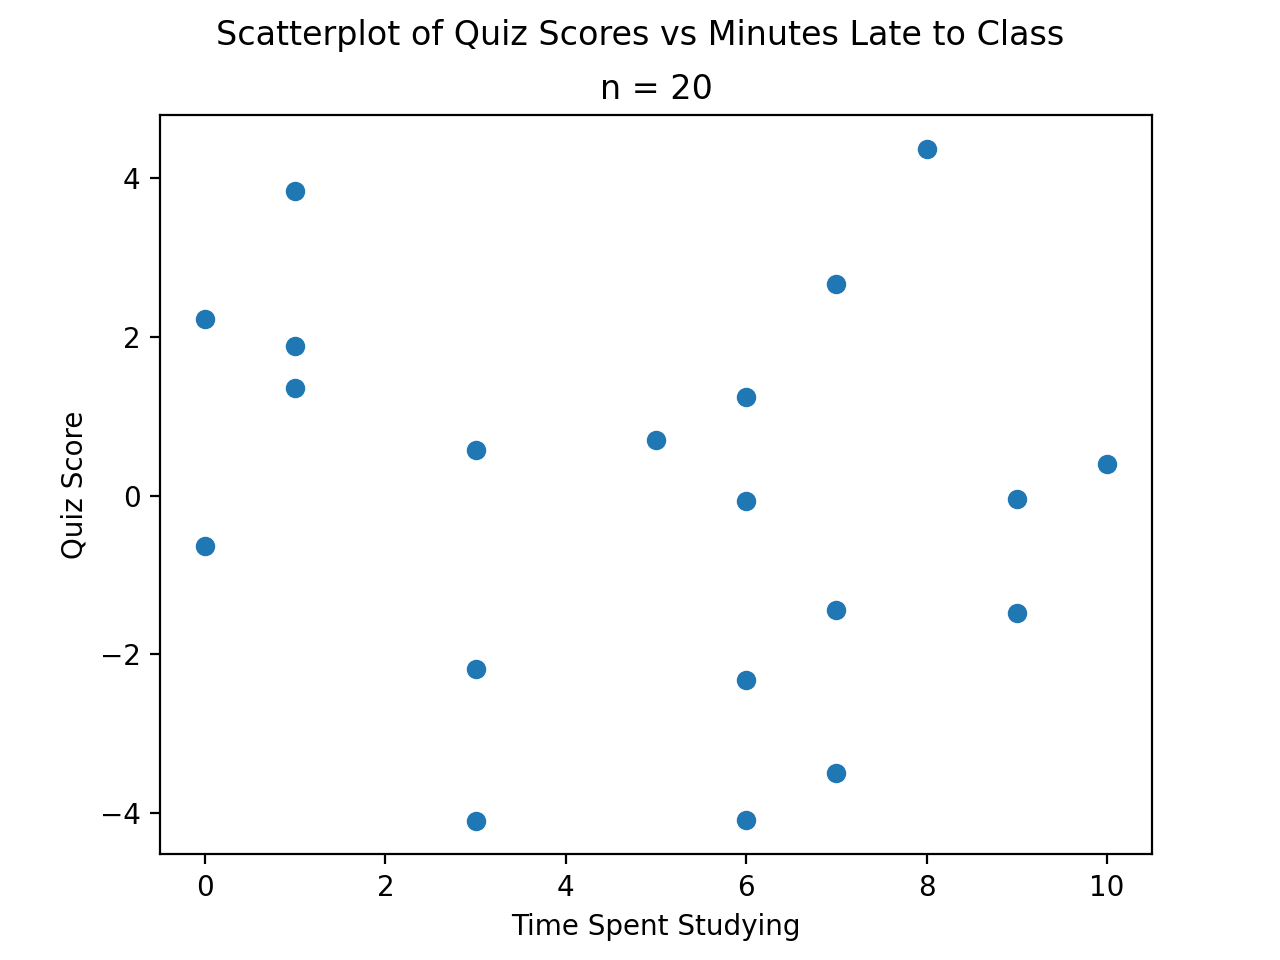 Scatterplot of Quiz Scores vs Minutes Late to Class
n = 20
Quiz Score
4
2
0
−2
−4
0 2 4 6 8 10
Time Spent Studying